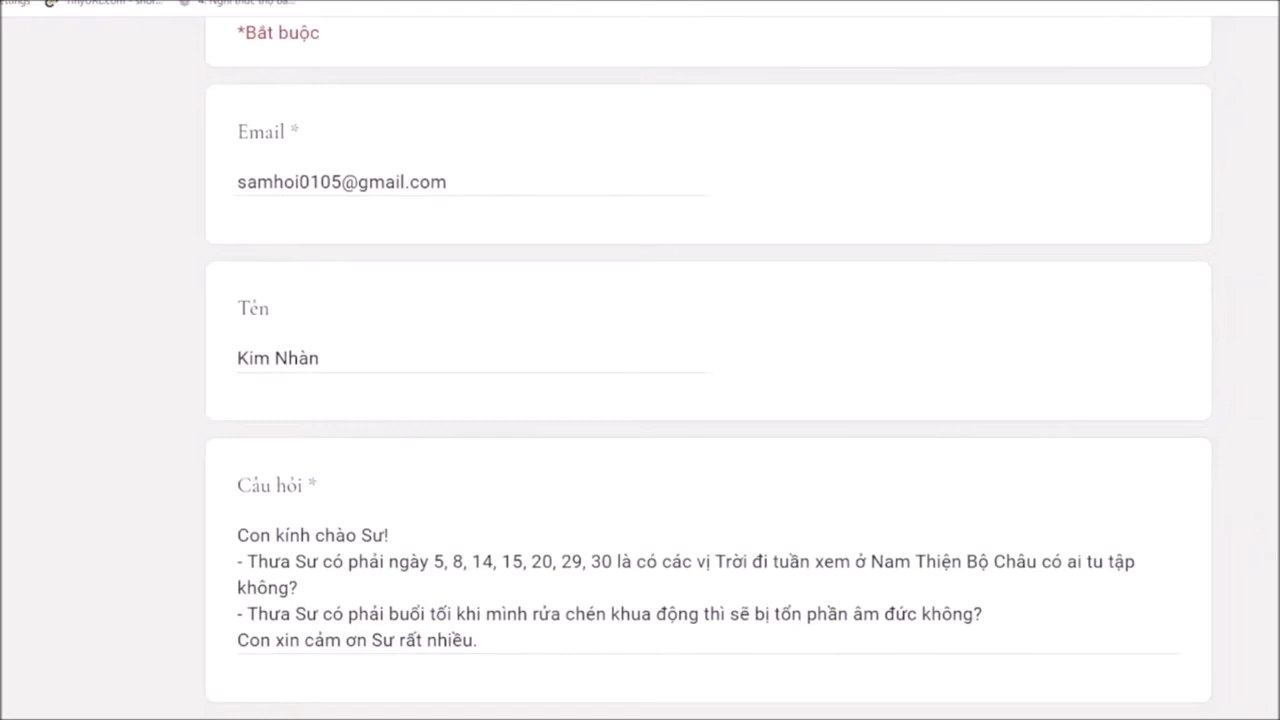 *Bắt buộc
Email *
samhoi0105@gmail.com
Tên
Kim Nhàn
Câu hỏi *
Con kính chào Sư!
- Thưa Sư có phải ngày 5, 8, 14, 15, 20, 29, 30 là có các vị Trời đi tuần xem ở Nam Thiện Bộ Châu có ai tu tập
không?
- Thưa Sư có phải buổi tối khi mình rửa chén khua động thì sẽ bị tổn phần âm đức không?
Con xin cảm ơn Sư rất nhiều.